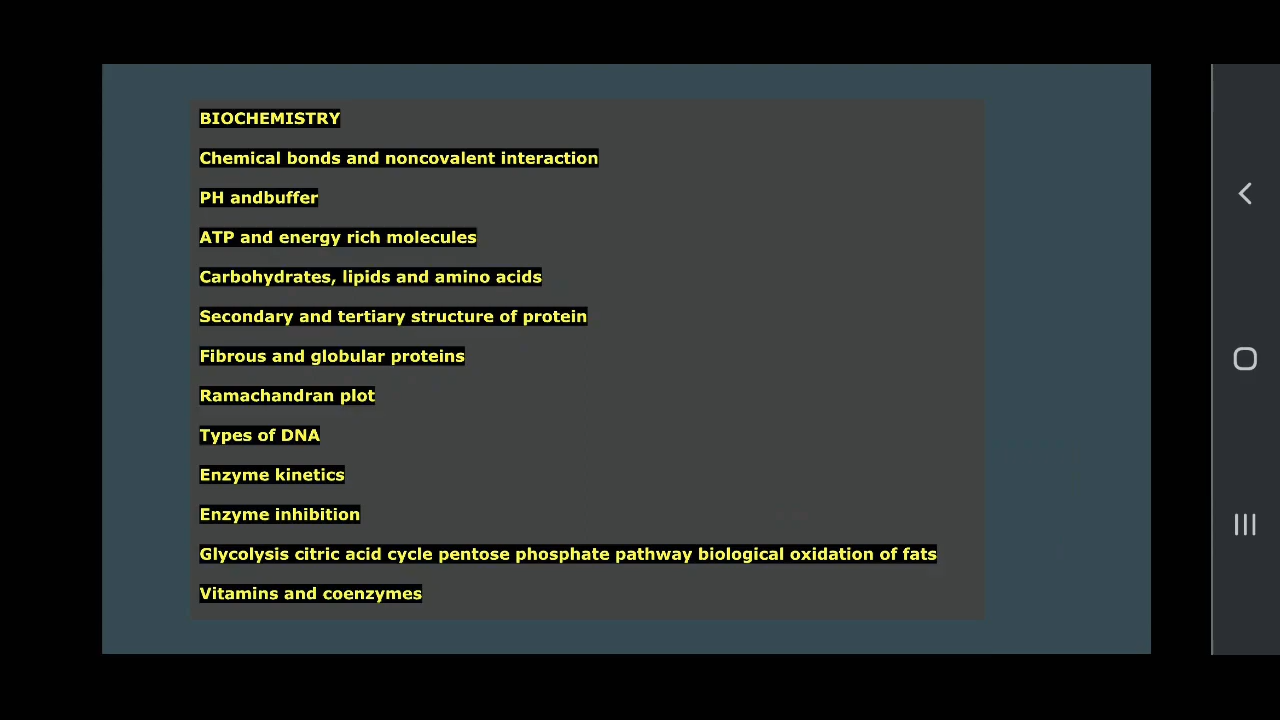 BIOCHEMISTRY
Chemical bonds and noncovalent interaction
PH andbuffer
ATP and energy rich molecules
Carbohydrates, lipids and amino acids
Secondary and tertiary structure of protein
Fibrous and globular proteins
Ramachandran plot
Types of DNA
Enzyme kinetics
Enzyme inhibition
Glycolysis citric acid cycle pentose phosphate pathway biological oxidation of fats
Vitamins and coenzymes